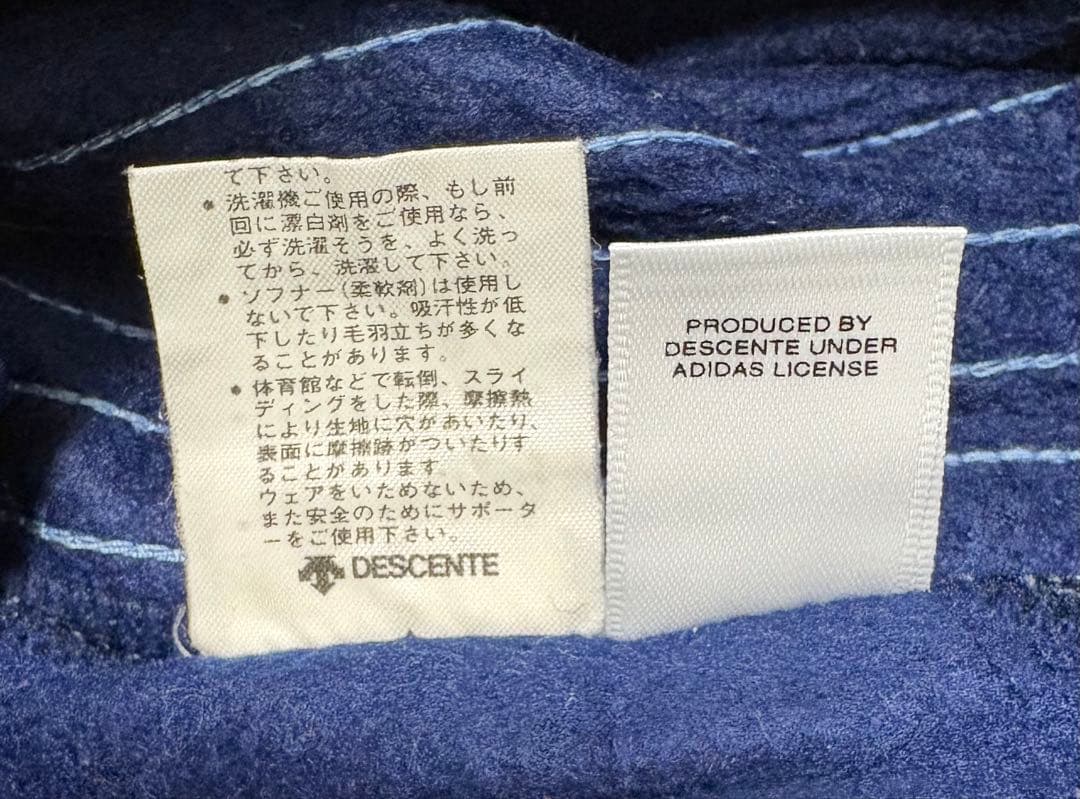 て下さい。
●洗濯機ご使用の際、もし前
回に漂白剤をご使用なら、
必ず洗濯そうを、よく洗っ
てから、洗濯して下さい。
●ソフナー(柔軟剤)は使用し
ないで下さい。吸汗性が低
下したり毛羽立ちが多くな
ることがあります。
●体育館などで転倒、スライ
ディングをした際、摩擦熱
により生地に穴があいたり、
表面に摩擦跡がついたりす
ることがあります。
ウェアをいためないため、
また安全のためにサポータ
ーをご使用下さい。
DESCENTE
PRODUCED BY
DESCENTE UNDER
ADIDAS LICENSE